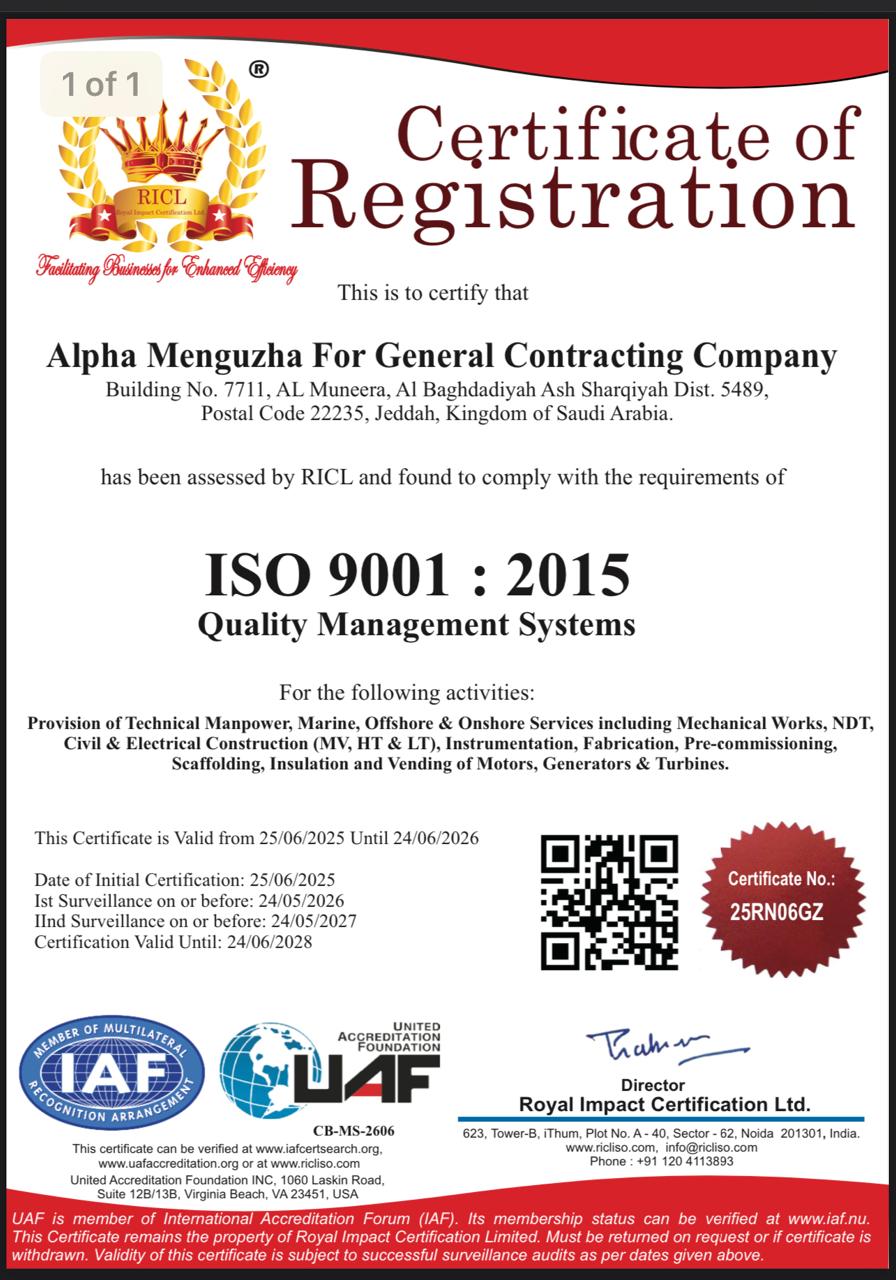 1 of 1
®
RICL
Royal Impact Certification Ltd.
Facilitating Businesses for Enhanced Efficiency
Certificate of
Registration
This is to certify that
Alpha Menguzha For General Contracting Company
Building No. 7711, AL Muneera, Al Baghdadiyah Ash Sharqiyah Dist. 5489,
Postal Code 22235, Jeddah, Kingdom of Saudi Arabia.
has been assessed by RICL and found to comply with the requirements of
ISO 9001 : 2015
Quality Management Systems
For the following activities:
Provision of Technical Manpower, Marine, Offshore & Onshore Services including Mechanical Works, NDT,
Civil & Electrical Construction (MV, HT & LT), Instrumentation, Fabrication, Pre-commissioning,
Scaffolding, Insulation and Vending of Motors, Generators & Turbines.
This Certificate is Valid from 25/06/2025 Until 24/06/2026
Date of Initial Certification: 25/06/2025
Ist Surveillance on or before: 24/05/2026
IInd Surveillance on or before: 24/05/2027
Certification Valid Until: 24/06/2028
Certificate No.:
25RN06GZ
MEMBER OF MULTILATERAL
IAF
RECOGNITION ARRANGEMENT
UNITED
ACCREDITATION
FOUNDATION
UAF
CB-MS-2606
This certificate can be verified at www.iafcertsearch.org,
www.uafaccreditation.org or at www.ricliso.com
United Accreditation Foundation INC, 1060 Laskin Road,
Suite 12B/13B, Virginia Beach, VA 23451, USA
Director
Royal Impact Certification Ltd.
623, Tower-B, iThum, Plot No. A - 40, Sector - 62, Noida 201301, India.
www.ricliso.com, info@ricliso.com
Phone : +91 120 4113893
UAF is member of International Accreditation Forum (IAF). Its membership status can be verified at www.iaf.nu.
This Certificate remains the property of Royal Impact Certification Limited. Must be returned on request or if certificate is
withdrawn. Validity of this certificate is subject to successful surveillance audits as per dates given above.